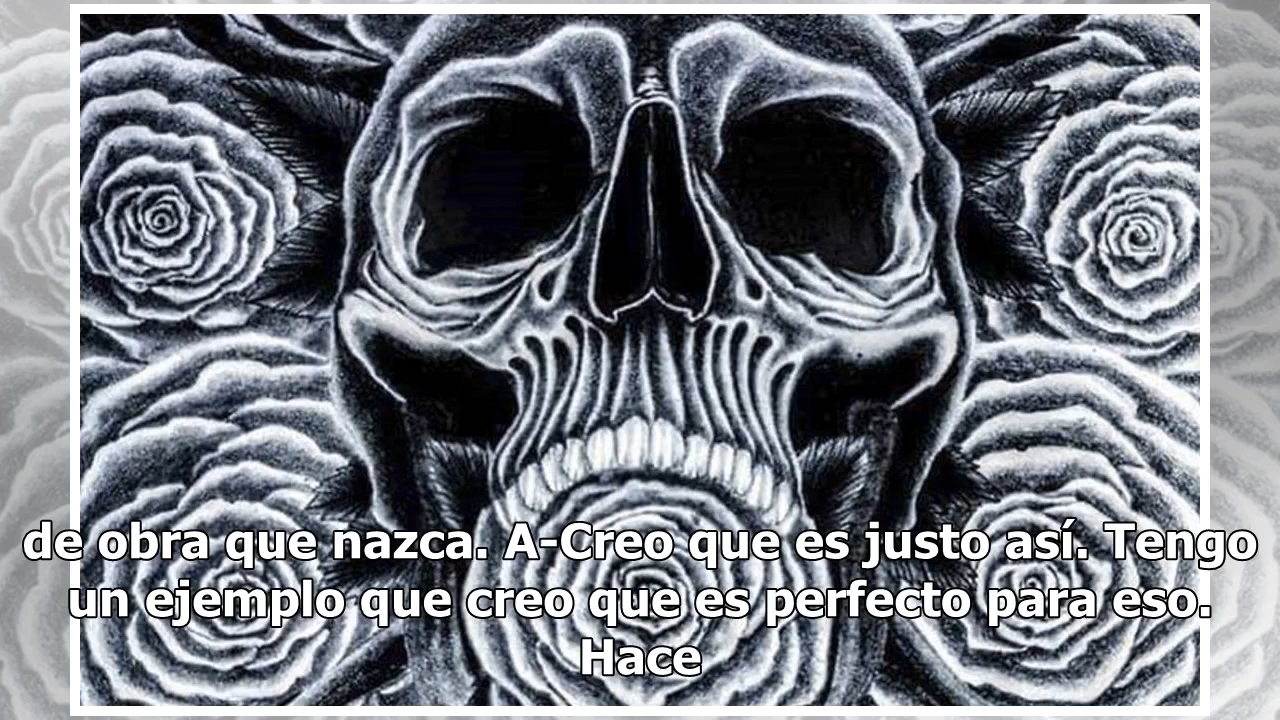 de obra que nazca. A-Creo que es justo así. Tengo
un ejemplo que creo que es perfecto para eso.
Hace